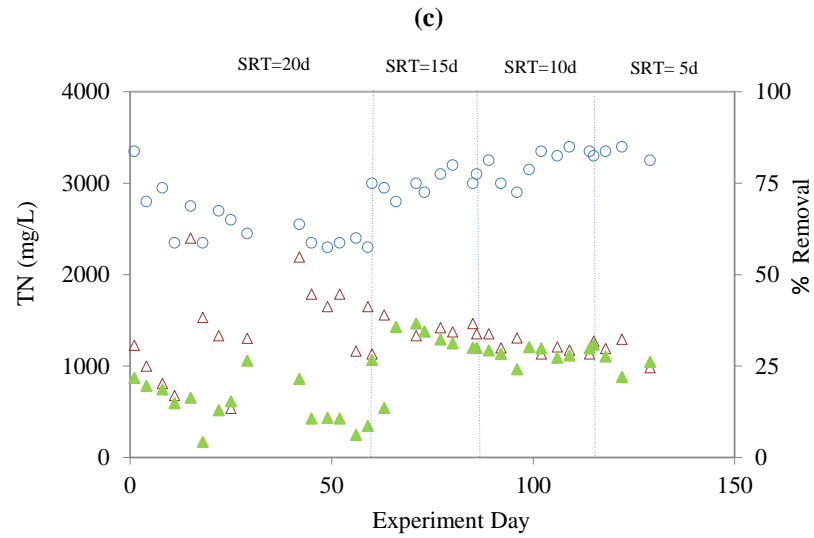 (c)
SRT=20d SRT=15d SRT=10d SRT= 5d
4000 100
3000 75
2000 50
1000 25
0 0
0 50 100 150
TN (mg/L)
% Removal
Experiment Day